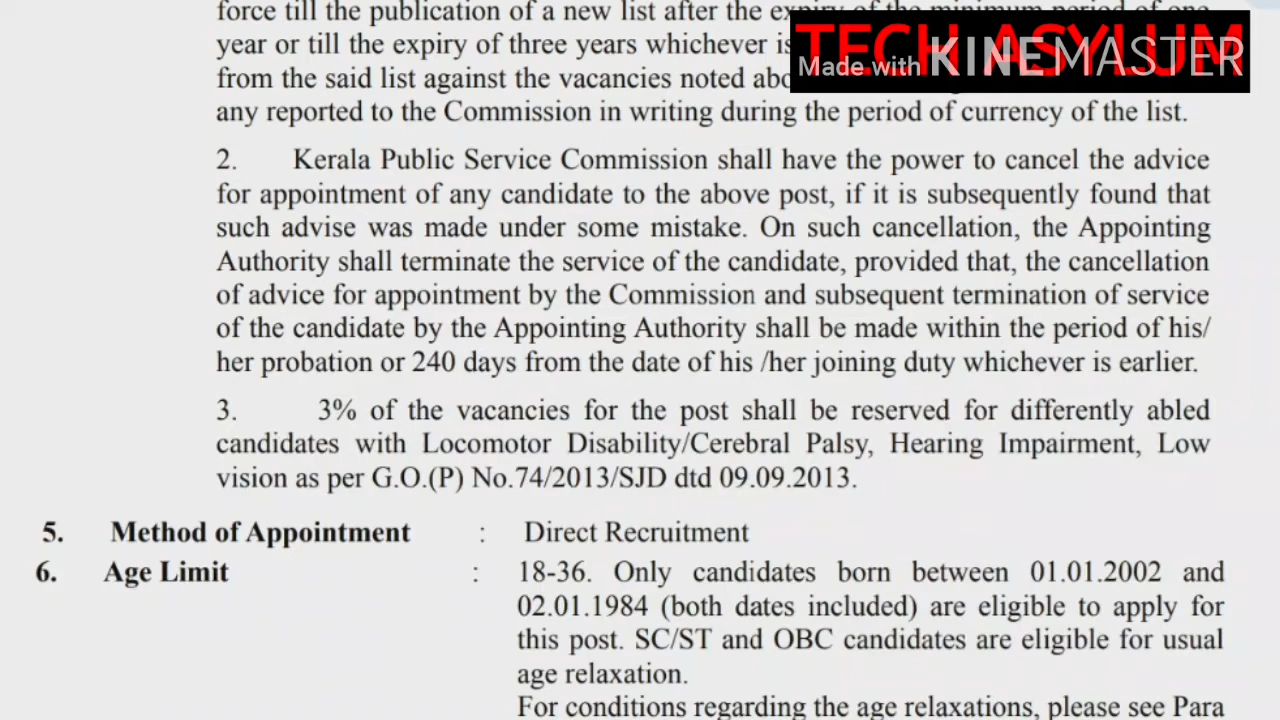 force till the publication of a new list after the expiry of the minimum period of one
year or till the expiry of three years whichever is
from the said list against the vacancies noted
any reported to the Commission in writing during the period of currency of the list.
TECH ASYLUM
Made with KINEMASTER
2. Kerala Public Service Commission shall have the power to cancel the advice
for appointment of any candidate to the above post, if it is subsequently found that
such advise was made under some mistake. On such cancellation, the Appointing
Authority shall terminate the service of the candidate, provided that, the cancellation
of advice for appointment by the Commission and subsequent termination of service
of the candidate by the Appointing Authority shall be made within the period of his/
her probation or 240 days from the date of his /her joining duty whichever is earlier.
3. 3% of the vacancies for the post shall be reserved for differently abled
candidates with Locomotor Disability/Cerebral Palsy, Hearing Impairment, Low
vision as per G.O.(P) No.74/2013/SJD dtd 09.09.2013.
5. Method of Appointment : Direct Recruitment
6. Age Limit : 18-36. Only candidates born between 01.01.2002 and
02.01.1984 (both dates included) are eligible to apply for
this post. SC/ST and OBC candidates are eligible for usual
age relaxation.
For conditions regarding the age relaxations, please see Para